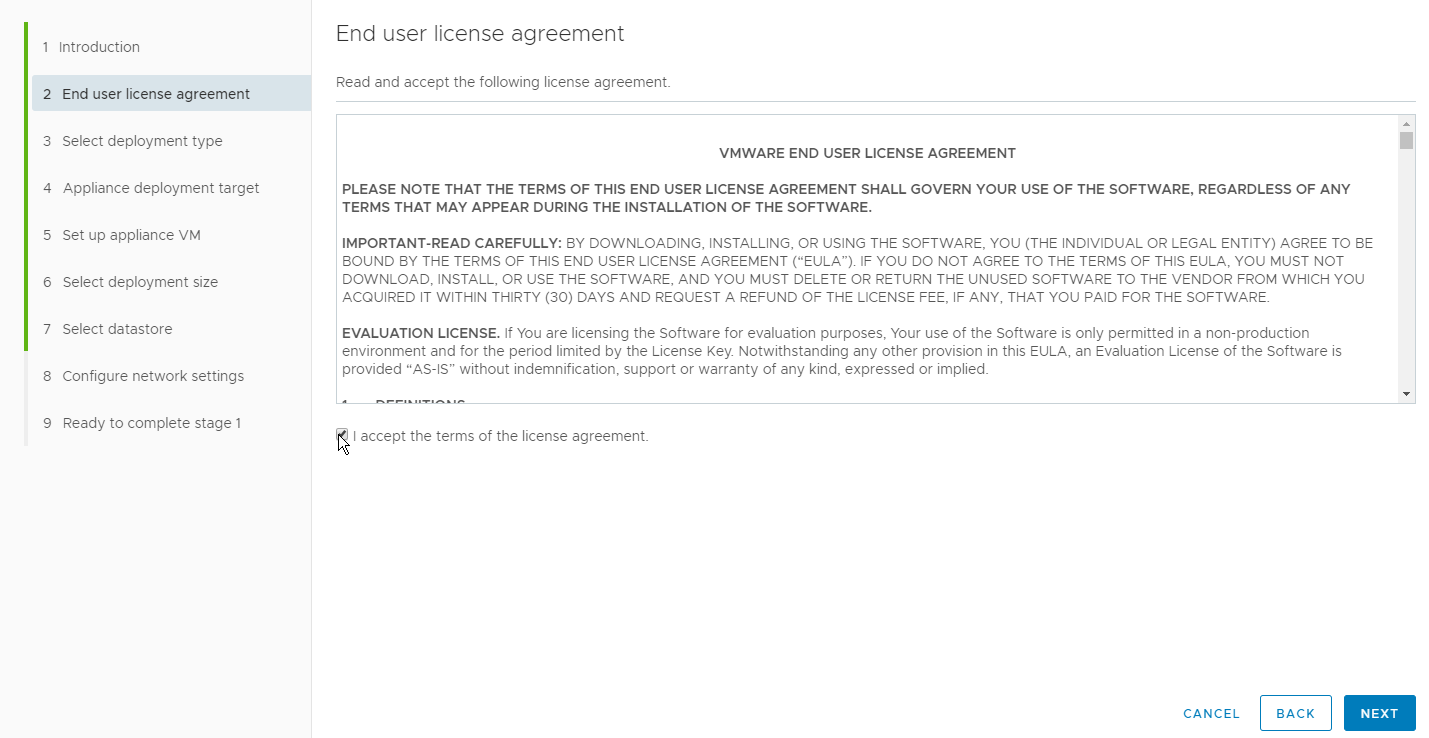 1 Introduction
2 End user license agreement
3 Select deployment type
4 Appliance deployment target
5 Set up appliance VM
6 Select deployment size
7 Select datastore
8 Configure network settings
9 Ready to complete stage 1
End user license agreement
Read and accept the following license agreement.
VMWARE END USER LICENSE AGREEMENT
PLEASE NOTE THAT THE TERMS OF THIS END USER LICENSE AGREEMENT SHALL GOVERN YOUR USE OF THE SOFTWARE, REGARDLESS OF ANY
TERMS THAT MAY APPEAR DURING THE INSTALLATION OF THE SOFTWARE.
IMPORTANT-READ CAREFULLY: BY DOWNLOADING, INSTALLING, OR USING THE SOFTWARE, YOU (THE INDIVIDUAL OR LEGAL ENTITY) AGREE TO BE
BOUND BY THE TERMS OF THIS END USER LICENSE AGREEMENT (“EULA”). IF YOU DO NOT AGREE TO THE TERMS OF THIS EULA, YOU MUST NOT
DOWNLOAD, INSTALL, OR USE THE SOFTWARE, AND YOU MUST DELETE OR RETURN THE UNUSED SOFTWARE TO THE VENDOR FROM WHICH YOU
ACQUIRED IT WITHIN THIRTY (30) DAYS AND REQUEST A REFUND OF THE LICENSE FEE, IF ANY, THAT YOU PAID FOR THE SOFTWARE.
EVALUATION LICENSE. If You are licensing the Software for evaluation purposes, Your use of the Software is only permitted in a non-production
environment and for the period limited by the License Key. Notwithstanding any other provision in this EULA, an Evaluation License of the Software is
provided “AS-IS” without indemnification, support or warranty of any kind, expressed or implied.
1. DEFINITIONS
I accept the terms of the license agreement.
CANCEL BACK NEXT